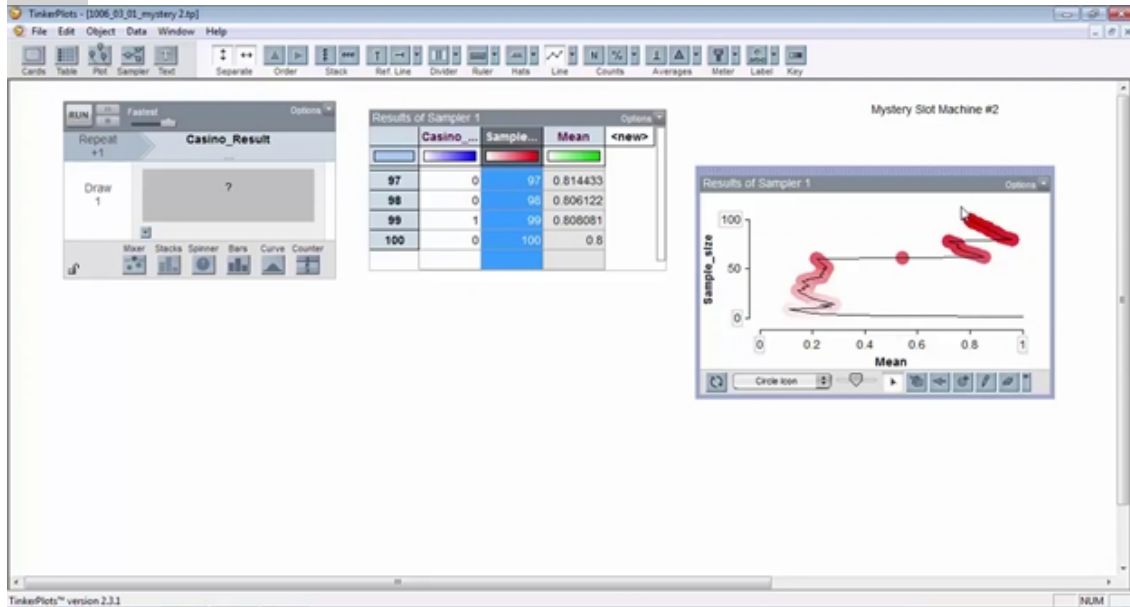 TinkerPlots - [1006_03_01_mystery 2.tp]
File Edit Object Data Window Help
Cards Table Plot Sampler Text Separate Order Stack Ref. Line Divider Ruler Hats Line Counts Averages Meter Label Key
Mystery Slot Machine #2
RUN Fastest Options
Repeat
+1
Casino_Result
Draw
1
?
Mixer Stacks Spinner Bars Curve Counter
Results of Sampler 1 Options
Casino_... Sample... Mean <new>
97 0 97 0.814433
98 0 98 0.806122
99 1 99 0.808081
100 0 100 0.8
Results of Sampler 1 Options
Sample_size
100
50
0
0 0.2 0.4 0.6 0.8 1
Mean
Circle Icon
TinkerPlots™ version 2.3.1 NUM